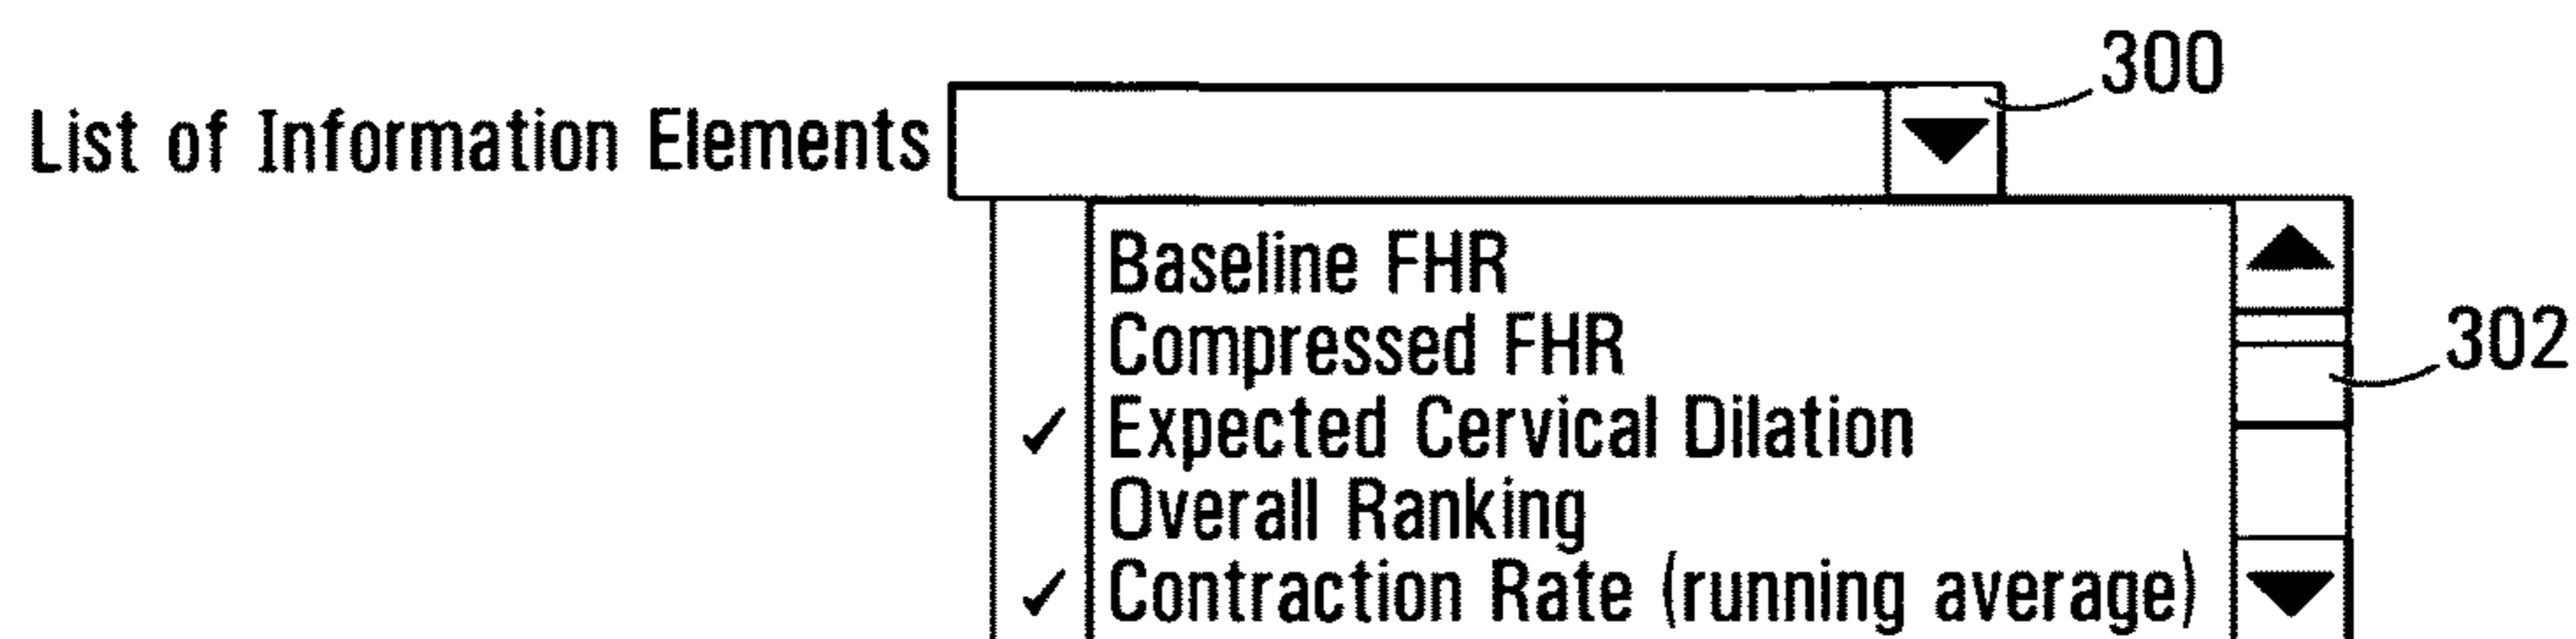 300
List of Information Elements
Baseline FHR
Compressed FHR
302
✓ Expected Cervical Dilation
Overall Ranking
✓ Contraction Rate (running average)